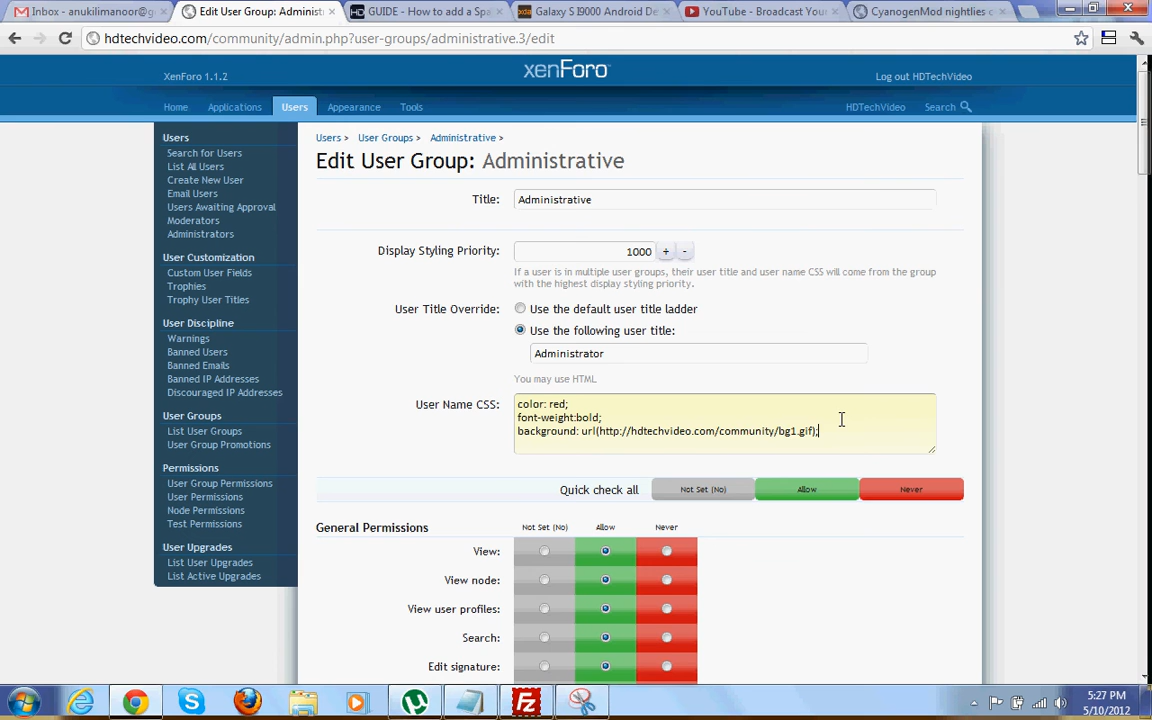 Inbox - anukilimanoor@g
Edit User Group: Administ
GUIDE - How to add a Spa
Galaxy S I9000 Android De
YouTube - Broadcast You
CyanogenMod nightlies
hdtechvideo.com/community/admin.php?user-groups/administrative.3/edit
XenForo 1.1.2
xenForo
Log out HDTechVideo
Home
Applications
Users
Appearance
Tools
HDTechVideo
Search
Users
Search for Users
List All Users
Create New User
Email Users
Users Awaiting Approval
Moderators
Administrators
User Customization
Custom User Fields
Trophies
Trophy User Titles
User Discipline
Warnings
Banned Users
Banned Emails
Banned IP Addresses
Discouraged IP Addresses
User Groups
List User Groups
User Group Promotions
Permissions
User Group Permissions
User Permissions
Node Permissions
Test Permissions
User Upgrades
List User Upgrades
List Active Upgrades
Users > User Groups > Administrative >
Edit User Group: Administrative
Title: Administrative
Display Styling Priority: 1000 + -
If a user is in multiple user groups, their user title and user name CSS will come from the group
with the highest display styling priority.
User Title Override: Use the default user title ladder
Use the following user title:
Administrator
You may use HTML
User Name CSS: color: red;
font-weight:bold;
background: url(http://hdtechvideo.com/community/bg1.gif);
Quick check all Not Set (No) Allow Never
General Permissions Not Set (No) Allow Never
View:
View node:
View user profiles:
Search:
Edit signature:
5:27 PM
5/10/2012